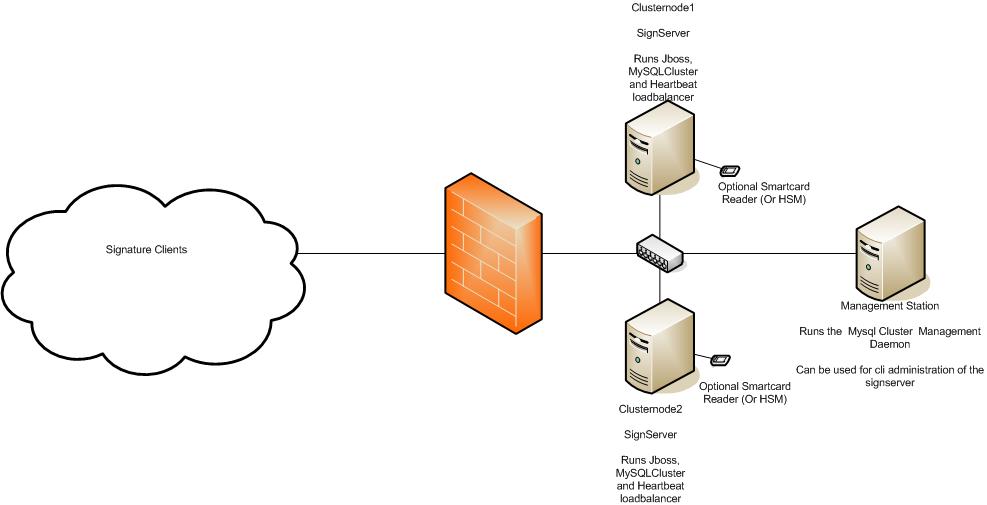 Clusternode1
SignServer
Runs Jboss,
MySQLCluster
and Heartbeat
loadbalancer
Optional Smartcard
Reader (Or HSM)
Signature Clients
Management Station
Runs the Mysql Cluster Management
Daemon
Can be used for cli administration of the
signserver
Optional Smartcard
Reader (Or HSM)
Clusternode2
SignServer
Runs Jboss,
MySQLCluster
and Heartbeat
loadbalancer